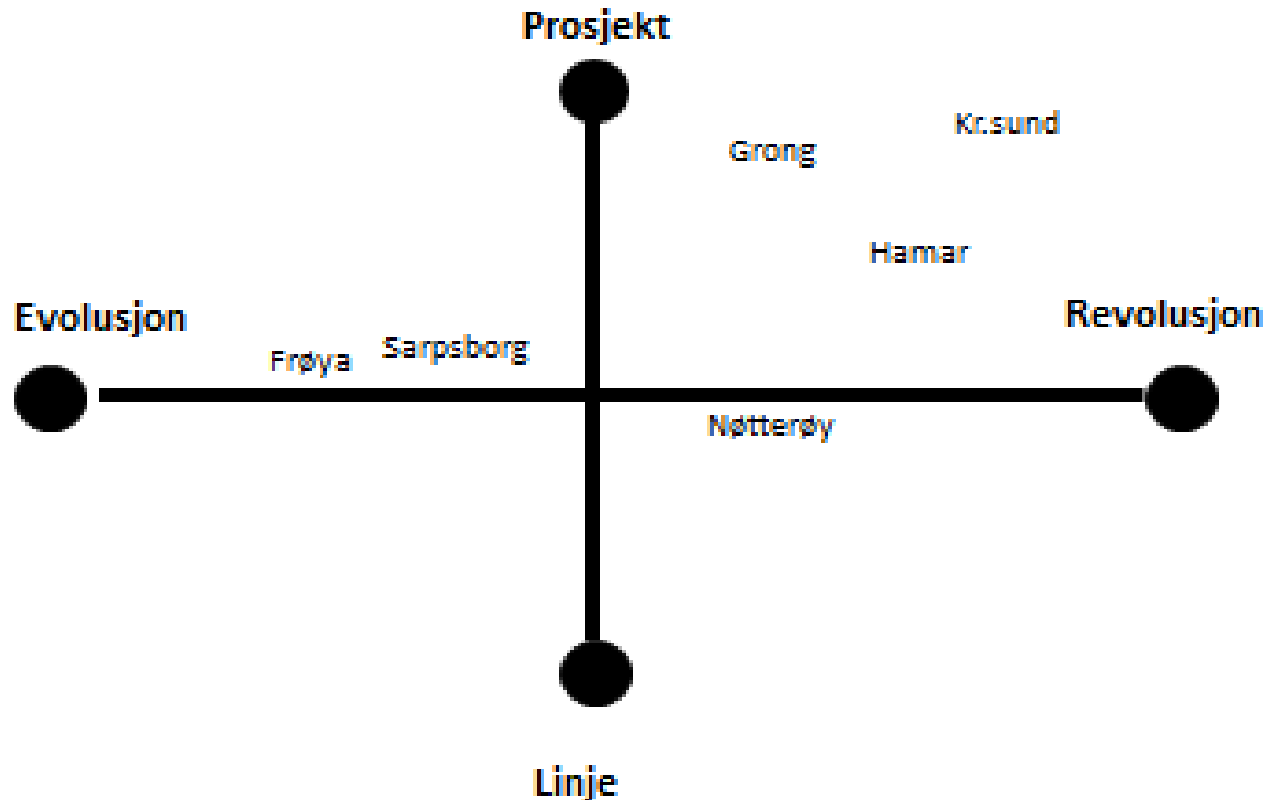 Prosjekt
Kr.sund
Grong
Hamar
Evolusjon
Revolusjon
Sarpsborg
Frøya
Nøtterøy
Linje